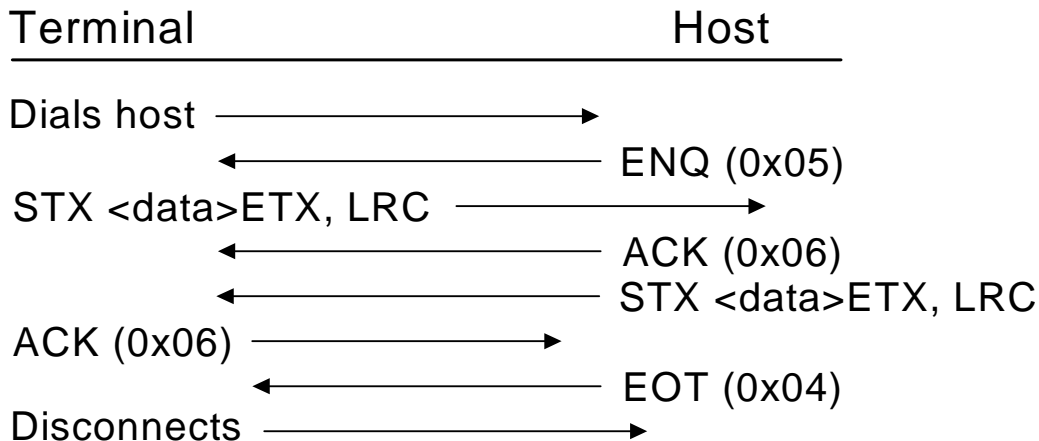 Terminal Host
Dials host
ENQ (0x05)
STX <data>ETX, LRC
ACK (0x06)
STX <data>ETX, LRC
ACK (0x06)
EOT (0x04)
Disconnects